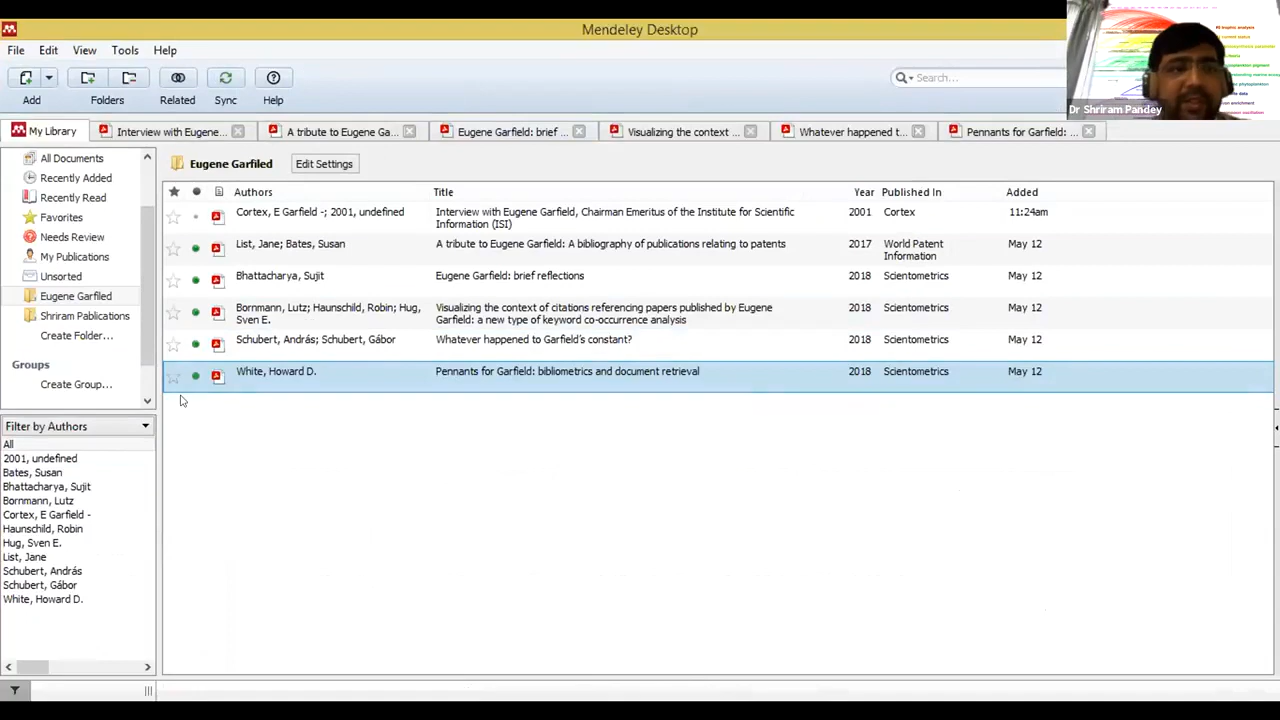 Mendeley Desktop
File Edit View Tools Help
Search...
Add Folders Related Sync Help
Dr Shriram Pandey
My Library
Interview with Eugene...
A tribute to Eugene Ga...
Eugene Garfield: ...
Visualizing the context ...
Whatever happened t...
Pennants for Garfield: ...
All Documents
Recently Added
Recently Read
Favorites
Needs Review
My Publications
Unsorted
Eugene Garfiled
Shriram Pablications
Create Folder...
Groups
Create Group...
Eugene Garfiled Edit Settings
Authors Title Year Published In Added
Cortex, E Garfield -; 2001, undefined Interview with Eugene Garfield, Chairman Emeritus of the Institute for Scientific 2001 Cortex 11:24am
Information (ISI)
List, Jane; Bates, Susan A tribute to Eugene Garfield: A bibliography of publications relating to patents 2017 World Patent May 12
Information
Bhattacharya, Sujit Eugene Garfield: brief reflections 2018 Scientometrics May 12
Bornmann, Lutz; Haunschild, Robin; Hug, Visualizing the context of citations referencing papers published by Eugene 2018 Scientometrics May 12
Sven E. Garfield: a new type of keyword co-occurrence analysis
Schubert, András; Schubert, Gábor Whatever happened to Garfield's constant? 2018 Scientometrics May 12
White, Howard D. Pennants for Garfield: bibliometrics and document retrieval 2018 Scientometrics May 12
Filter by Authors
All
2001, undefined
Bates, Susan
Bhattacharya, Sujit
Bornmann, Lutz
Cortex, E Garfield -
Haunschild, Robin
Hug, Sven E.
List, Jane
Schubert, András
Schubert, Gábor
White, Howard D.